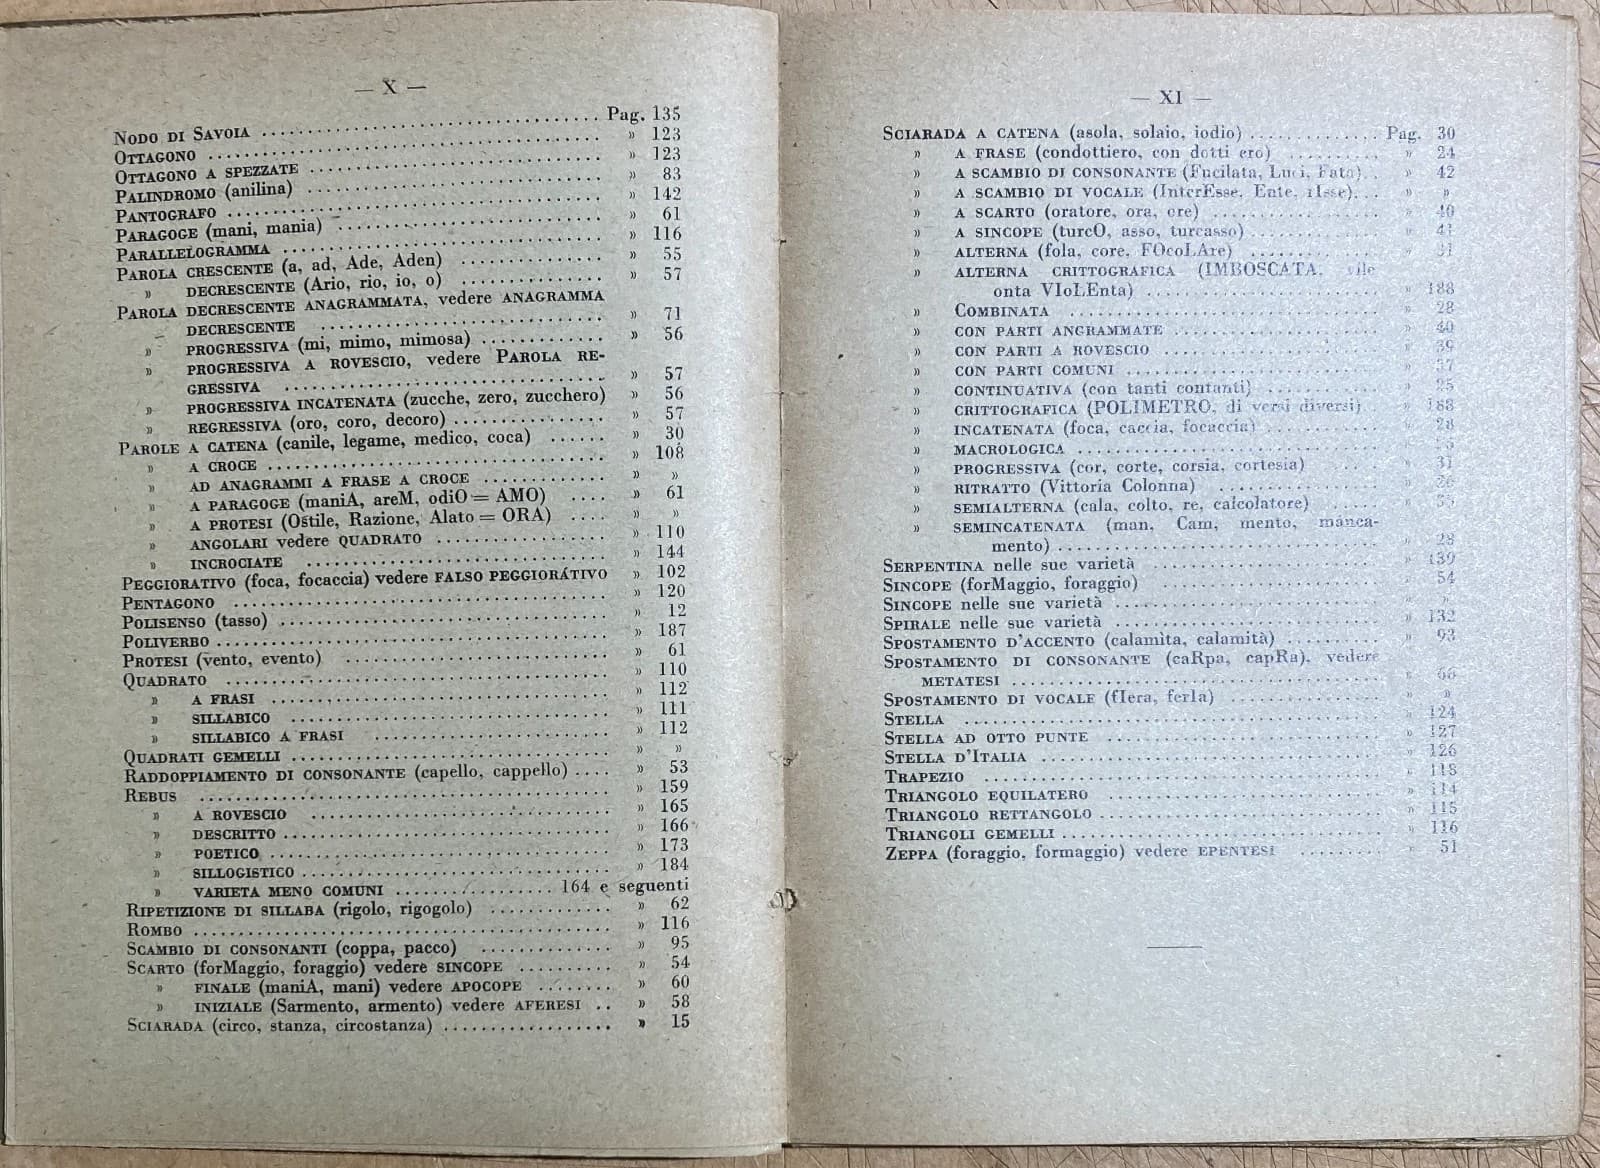 — X —
NODO DI SAVOIA .......... Pag. 135
OTTAGONO .......... » 123
OTTAGONO A SPEZZATE .......... » 123
PALINDROMO (anilina) .......... » 83
PANTOGRAFO .......... » 142
PARAGOGE (mani, mania) .......... » 61
PARALLELOGRAMMA .......... » 116
PAROLA CRESCENTE (a, ad, Ade, Aden) .......... » 55
» DECRESCENTE (Ario, rio, io, o) .......... » 57
PAROLA DECRESCENTE ANAGRAMMATA, vedere ANAGRAMMA
DECRESCENTE .......... » 71
» PROGRESSIVA (mi, mimo, mimosa) .......... » 56
» PROGRESSIVA A ROVESCIO, vedere PAROLA RE-
GRESSIVA .......... » 57
» PROGRESSIVA INCATENATA (zucche, zero, zucchero) » 56
» REGRESSIVA (oro, coro, decoro) .......... » 57
PAROLE A CATENA (canile, legame, medico, coca) ...... » 30
» A CROCE .......... » 108
» AD ANAGRAMMI A FRASE A CROCE .......... » »
» A PARAGOGE (maniA, areM, odiO = AMO) .... » 61
» A PROTESI (Ostile, Razione, Alato = ORA) .... » »
» ANGOLARI vedere QUADRATO .......... » 110
» INCROCIATE .......... » 144
PEGGIORATIVO (foca, focaccia) vedere FALSO PEGGIORATIVO » 102
PENTAGONO .......... » 120
POLISENSO (tasso) .......... » 12
POLIVERBO .......... » 187
PROTESI (vento, evento) .......... » 61
QUADRATO .......... » 110
» A FRASI .......... » 112
» SILLABICO .......... » 111
» SILLABICO A FRASI .......... » 112
QUADRATI GEMELLI .......... » »
RADDOPPIAMENTO DI CONSONANTE (capello, cappello) .... » 53
REBUS .......... » 159
» A ROVESCIO .......... » 165
» DESCRITTO .......... » 166
» POETICO .......... » 173
» SILLOGISTICO .......... » 184
» VARIETA MENO COMUNI .......... 164 e seguenti
RIPETIZIONE DI SILLABA (rigolo, rigogolo) .......... » 62
ROMBO .......... » 116
SCAMBIO DI CONSONANTI (coppa, pacco) .......... » 95
SCARTO (forMaggio, foraggio) vedere SINCOPE .......... » 54
» FINALE (maniA, mani) vedere APOCOPE ....... » 60
» INIZIALE (Sarmento, armento) vedere AFERESI .. » 58
SCIARADA (circo, stanza, circostanza) .......... » 15
— XI —
SCIARADA A CATENA (asola, solaio, iodio) .......... Pag. 30
» A FRASE (condottiero, con dotti ero) .......... » 24
» A SCAMBIO DI CONSONANTE (Fucilata, Luci, Fata) . » 42
» A SCAMBIO DI VOCALE (InterEsse, Ente, rIsse). » »
» A SCARTO (oratore, ora, ore) .......... » 40
» A SINCOPE (turcO, asso, turcasso) .......... » 41
» ALTERNA (fola, core, FOcoLAre) .......... » 31
» ALTERNA CRITTOGRAFICA (IMBOSCATA, vile
onta VIoLEnta) .......... » 188
» COMBINATA .......... » 28
» CON PARTI ANGRAMMATE .......... » 40
» CON PARTI A ROVESCIO .......... » 39
» CON PARTI COMUNI .......... » 37
» CONTINUATIVA (con tanti contanti) .......... » 25
» CRITTOGRAFICA (POLIMETRO, di versi diversi) » 188
» INCATENATA (foca, caccia, focaccia) .......... » 28
» MACROLOGICA .......... »
» PROGRESSIVA (cor, corte, corsia, cortesia) ..... » 31
» RITRATTO (Vittoria Colonna) .......... » 26
» SEMIALTERNA (cala, colto, re, calcolatore) ..... »
» SEMINCATENATA (man, Cam, mento, manca-
mento) .......... » 28
SERPENTINA nelle sue varietà .......... » 139
SINCOPE (forMaggio, foraggio) .......... » 54
SINCOPE nelle sue varietà .......... » »
SPIRALE nelle sue varietà .......... » 132
SPOSTAMENTO D'ACCENTO (calamìta, calamità) .......... » 93
SPOSTAMENTO DI CONSONANTE (caRpa, capRa), vedere
METATESI .......... » 66
SPOSTAMENTO DI VOCALE (fIera, ferIa) .......... » »
STELLA .......... » 124
STELLA AD OTTO PUNTE .......... » 127
STELLA D'ITALIA .......... » 126
TRAPEZIO .......... » 118
TRIANGOLO EQUILATERO .......... » 114
TRIANGOLO RETTANGOLO .......... » 115
TRIANGOLI GEMELLI .......... » 116
ZEPPA (foraggio, formaggio) vedere EPENTESI .......... » 51